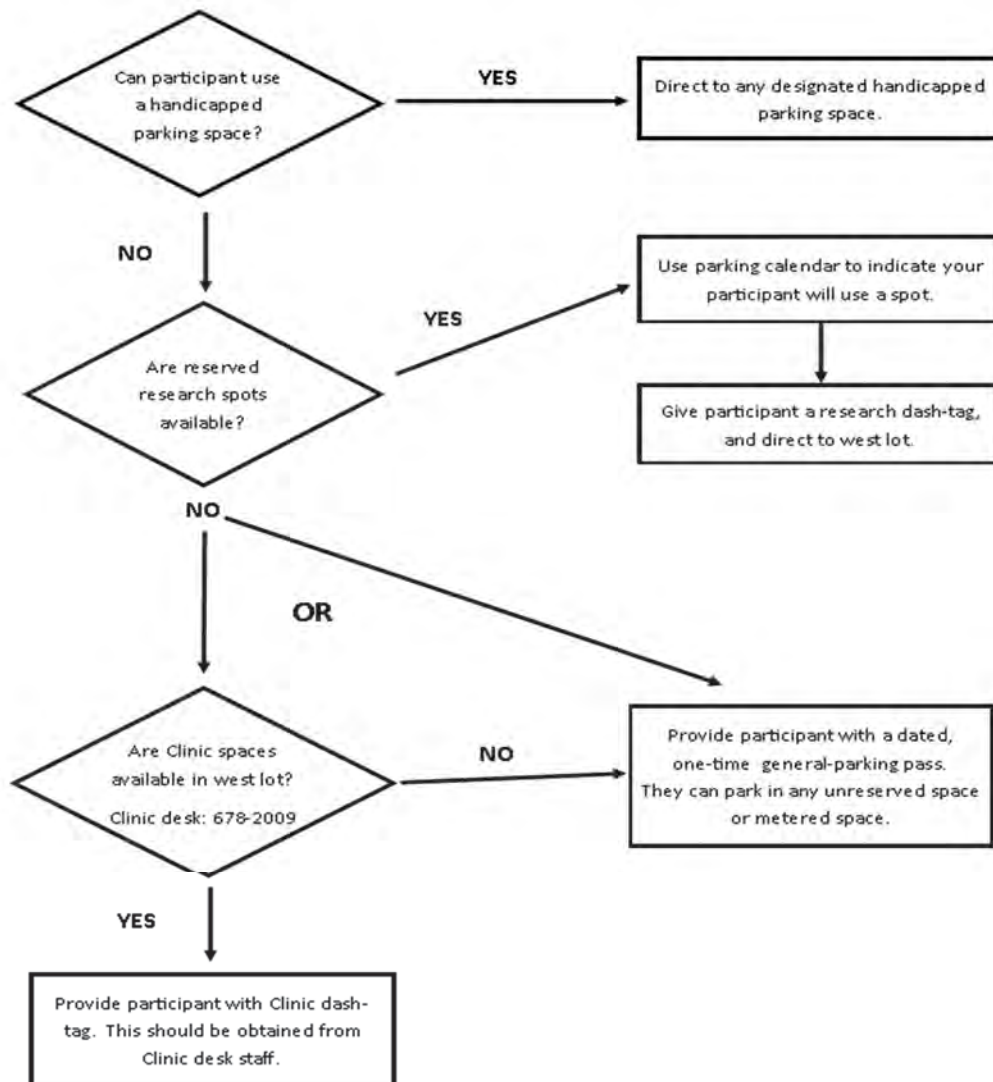 Can participant use
a handicapped
parking space?
YES
Direct to any designated handicapped
parking space.
NO
Are reserved
research spots
available?
YES
Use parking calendar to indicate your
participant will use a spot.
Give participant a research dash-tag,
and direct to west lot.
NO
OR
Are Clinic spaces
available in west lot?
Clinic desk: 678-2009
NO
Provide participant with a dated,
one-time general-parking pass.
They can park in any unreserved space
or metered space.
YES
Provide participant with Clinic dash-
tag. This should be obtained from
Clinic desk staff.